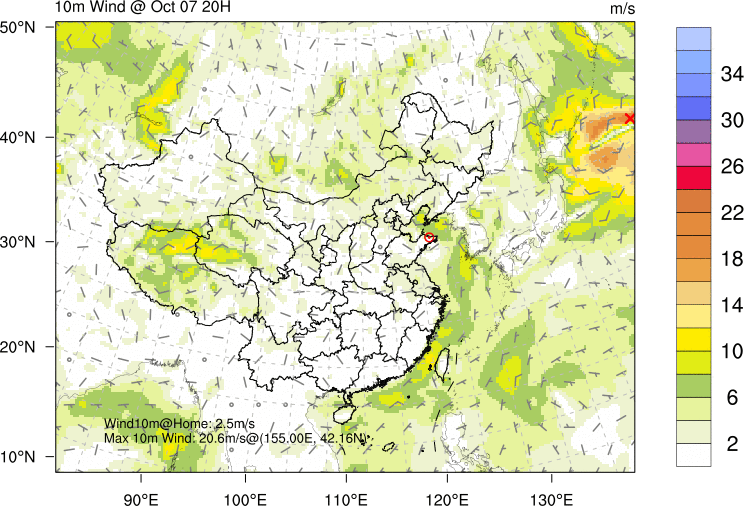 10m Wind @ Oct 07 20H
m/s
50°N
40°N
30°N
20°N
10°N
90°E
100°E
110°E
120°E
130°E
34
30
26
22
18
14
10
6
2
Wind10m@Home: 2.5m/s
Max 10m Wind: 20.6m/s@(155.00E, 42.16N)